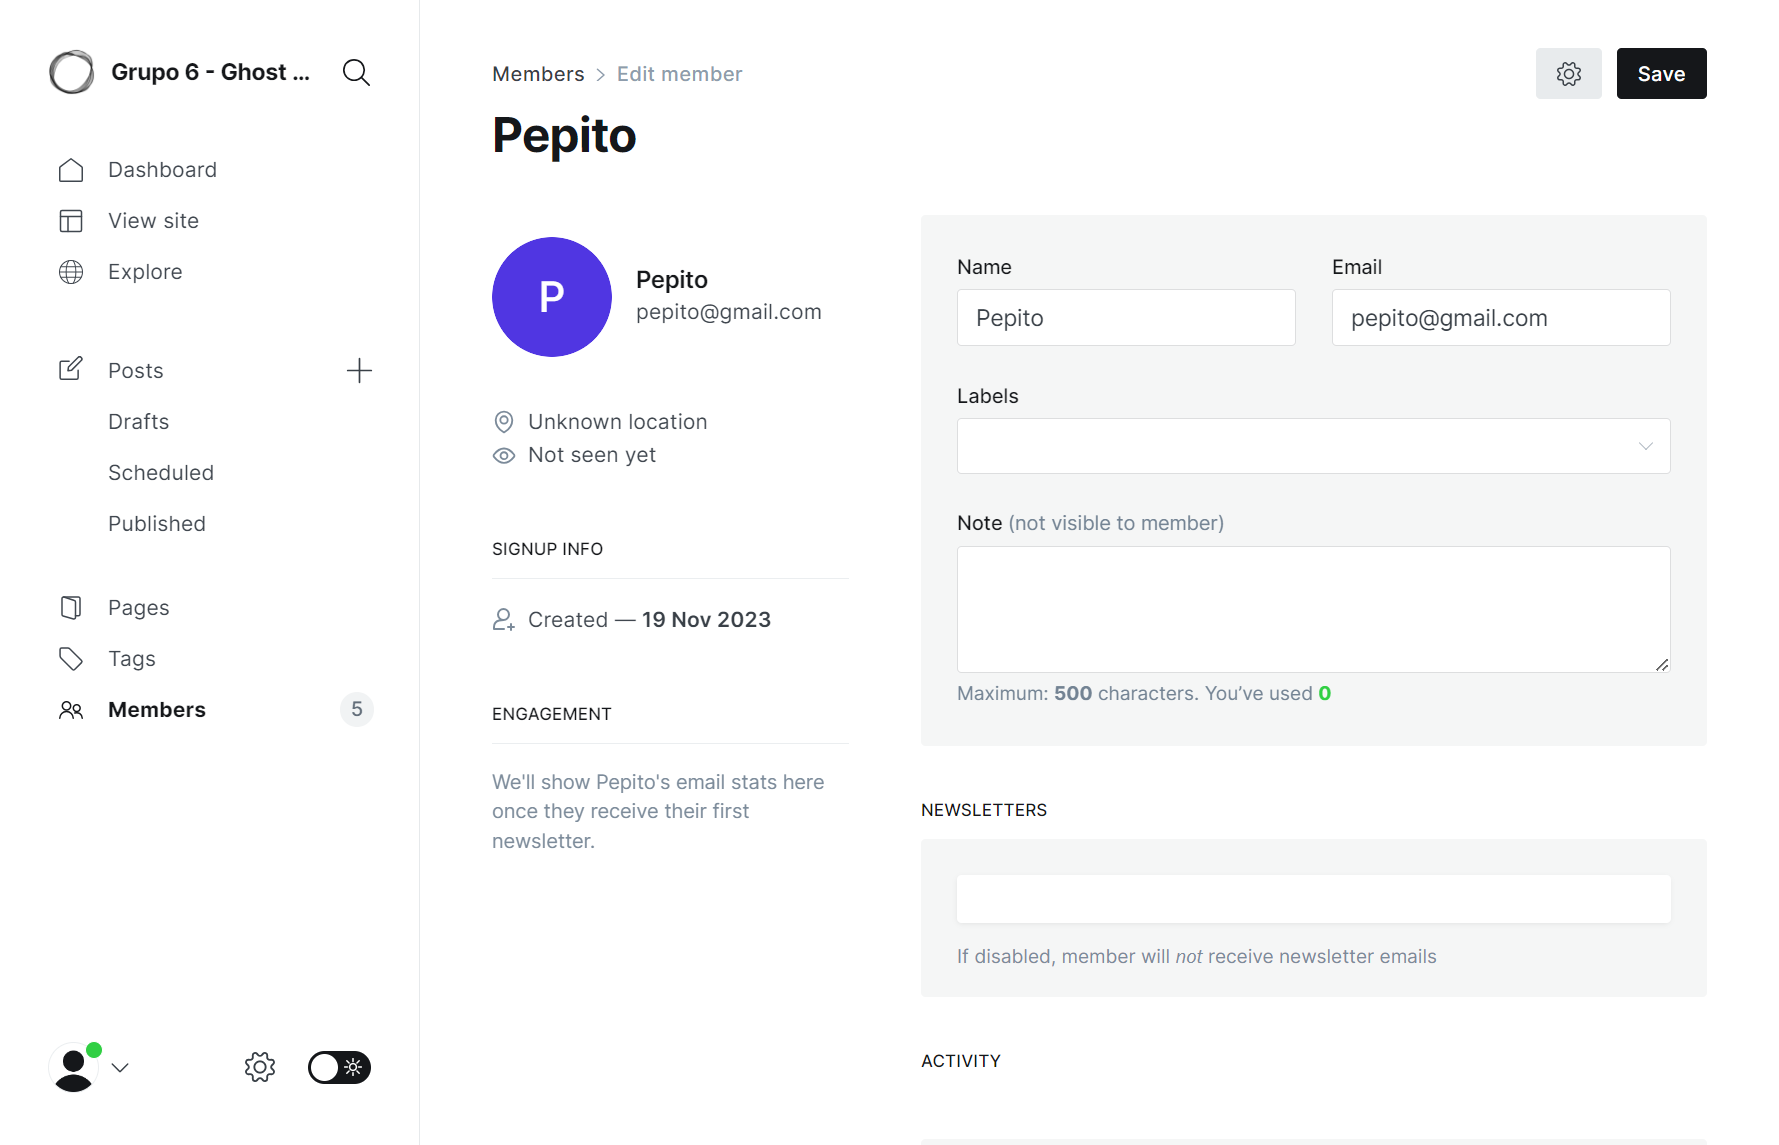 Grupo 6 - Ghost ...
Dashboard
View site
Explore
Posts
Drafts
Scheduled
Published
Pages
Tags
Members 5
Members > Edit member
Save
Pepito
P
Pepito
pepito@gmail.com
Unknown location
Not seen yet
SIGNUP INFO
Created — 19 Nov 2023
ENGAGEMENT
We'll show Pepito's email stats here
once they receive their first
newsletter.
Name
Pepito
Email
pepito@gmail.com
Labels
Note (not visible to member)
Maximum: 500 characters. You’ve used 0
NEWSLETTERS
If disabled, member will not receive newsletter emails
ACTIVITY